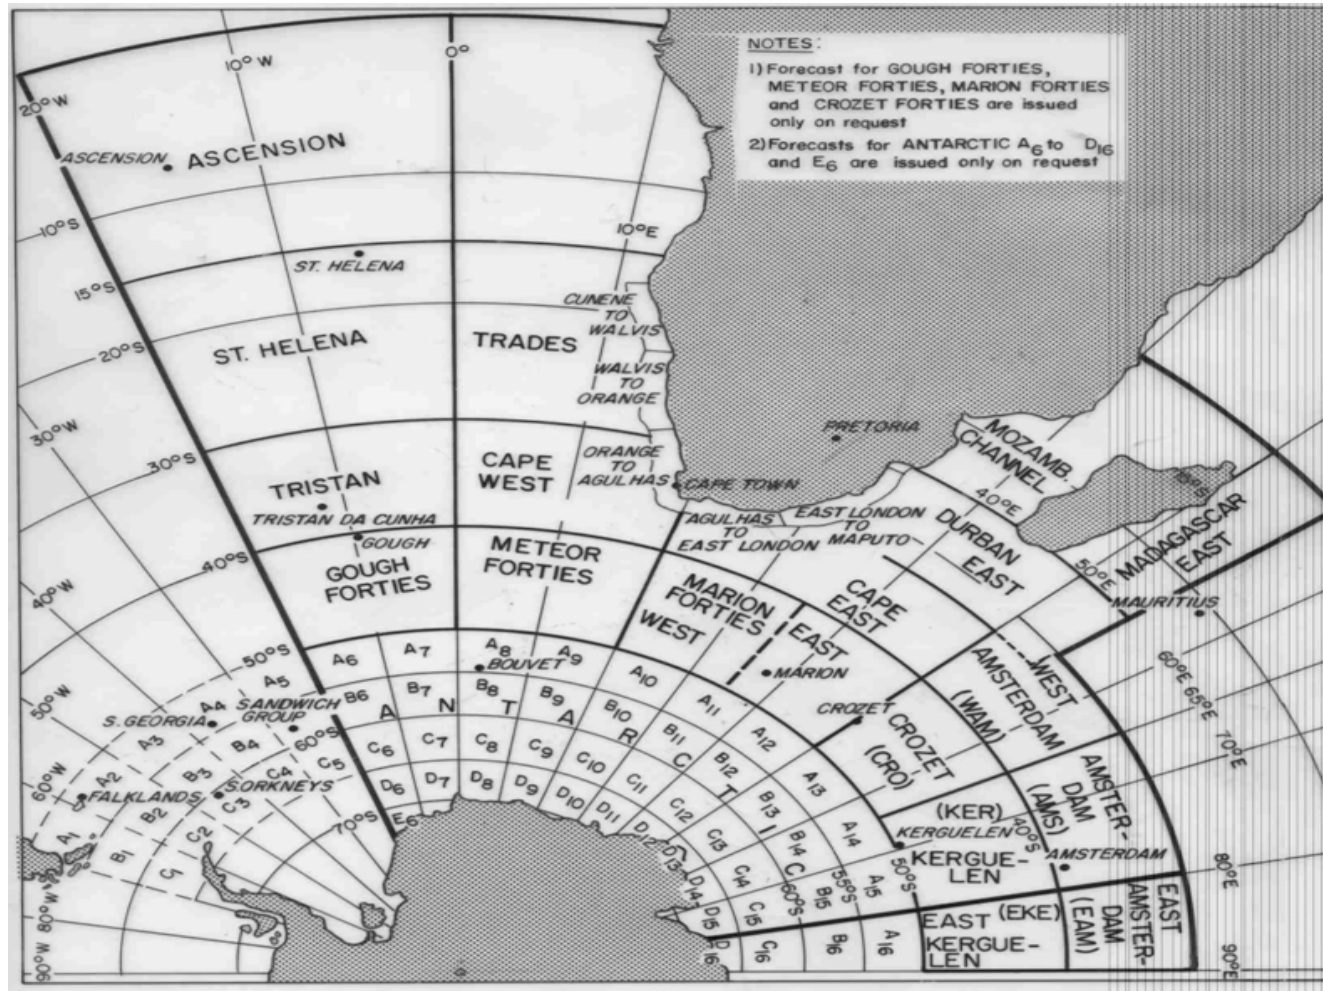 NOTES:
1) Forecast for GOUGH FORTIES,
METEOR FORTIES, MARION FORTIES
and CROZET FORTIES are issued
only on request
2) Forecasts for ANTARCTIC A6 to D16
and E6 are issued only on request
10°W
0°
20°W
ASCENSION
ASCENSION
10°S
10°E
ST. HELENA
15°S
CUNENE
TO
WALVIS
20°S
ST. HELENA
TRADES
WALVIS
TO
ORANGE
30°W
30°S
PRETORIA
MOZAMB.
CHANNEL
ORANGE
TO
AGULHAS
CAPE
WEST
TRISTAN
CAPE TOWN
40°E
15°S
TRISTAN DA CUNHA
AGULHAS
TO
EAST LONDON
EAST LONDON
TO
MAPUTO
DURBAN
EAST
MADAGASCAR
EAST
GOUGH
40°S
GOUGH
FORTIES
METEOR
FORTIES
40°W
50°E
MAURITIUS
MARION
FORTIES
WEST
EAST
CAPE
EAST
50°S
60°E
65°E
70°E
A5
A6
A7
A8
A9
BOUVET
MARION
A10
WEST
AMSTERDAM
(WAM)
50°W
SANDWICH
GROUP
A4
S. GEORGIA
B6
B7
B8
B9
B10
A11
CROZET
CROZET
(CRO)
ANTARCTIC
60°S
A3
B4
C5
C6
C7
C8
C9
C10
B11
A12
60°W
A2
B3
C4
FALKLANDS
S.ORKNEYS
D6
D7
D8
D9
D10
C11
B12
A13
AMSTER-
DAM
(AMS)
70°S
E6
C3
B2
A1
C2
B1
C1
D11
D12
C12
B13
A14
(KER)
KERGUELEN
KERGUE-
LEN
40°S
AMSTERDAM
80°E
D13
C13
B14
D14
C14
60°S
B15
55°S
A15
50°S
80°W
90°W
D15
C15
D16
C16
B16
A16
EAST (EKE)
KERGUE-
LEN
EAST
AMSTER-
DAM
(EAM)
90°E